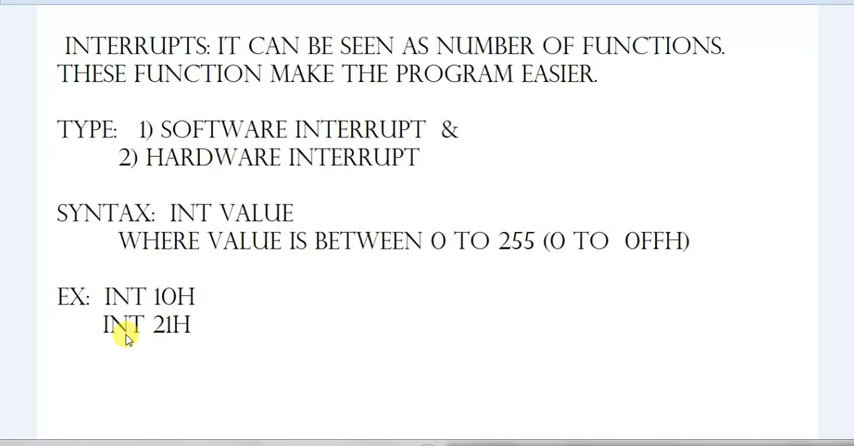 INTERRUPTS: IT CAN BE SEEN AS NUMBER OF FUNCTIONS.
THESE FUNCTION MAKE THE PROGRAM EASIER.
TYPE: 1) SOFTWARE INTERRUPT &
2) HARDWARE INTERRUPT
SYNTAX: INT VALUE
WHERE VALUE IS BETWEEN 0 TO 255 (0 TO 0FFH)
EX: INT 10H
INT 21H